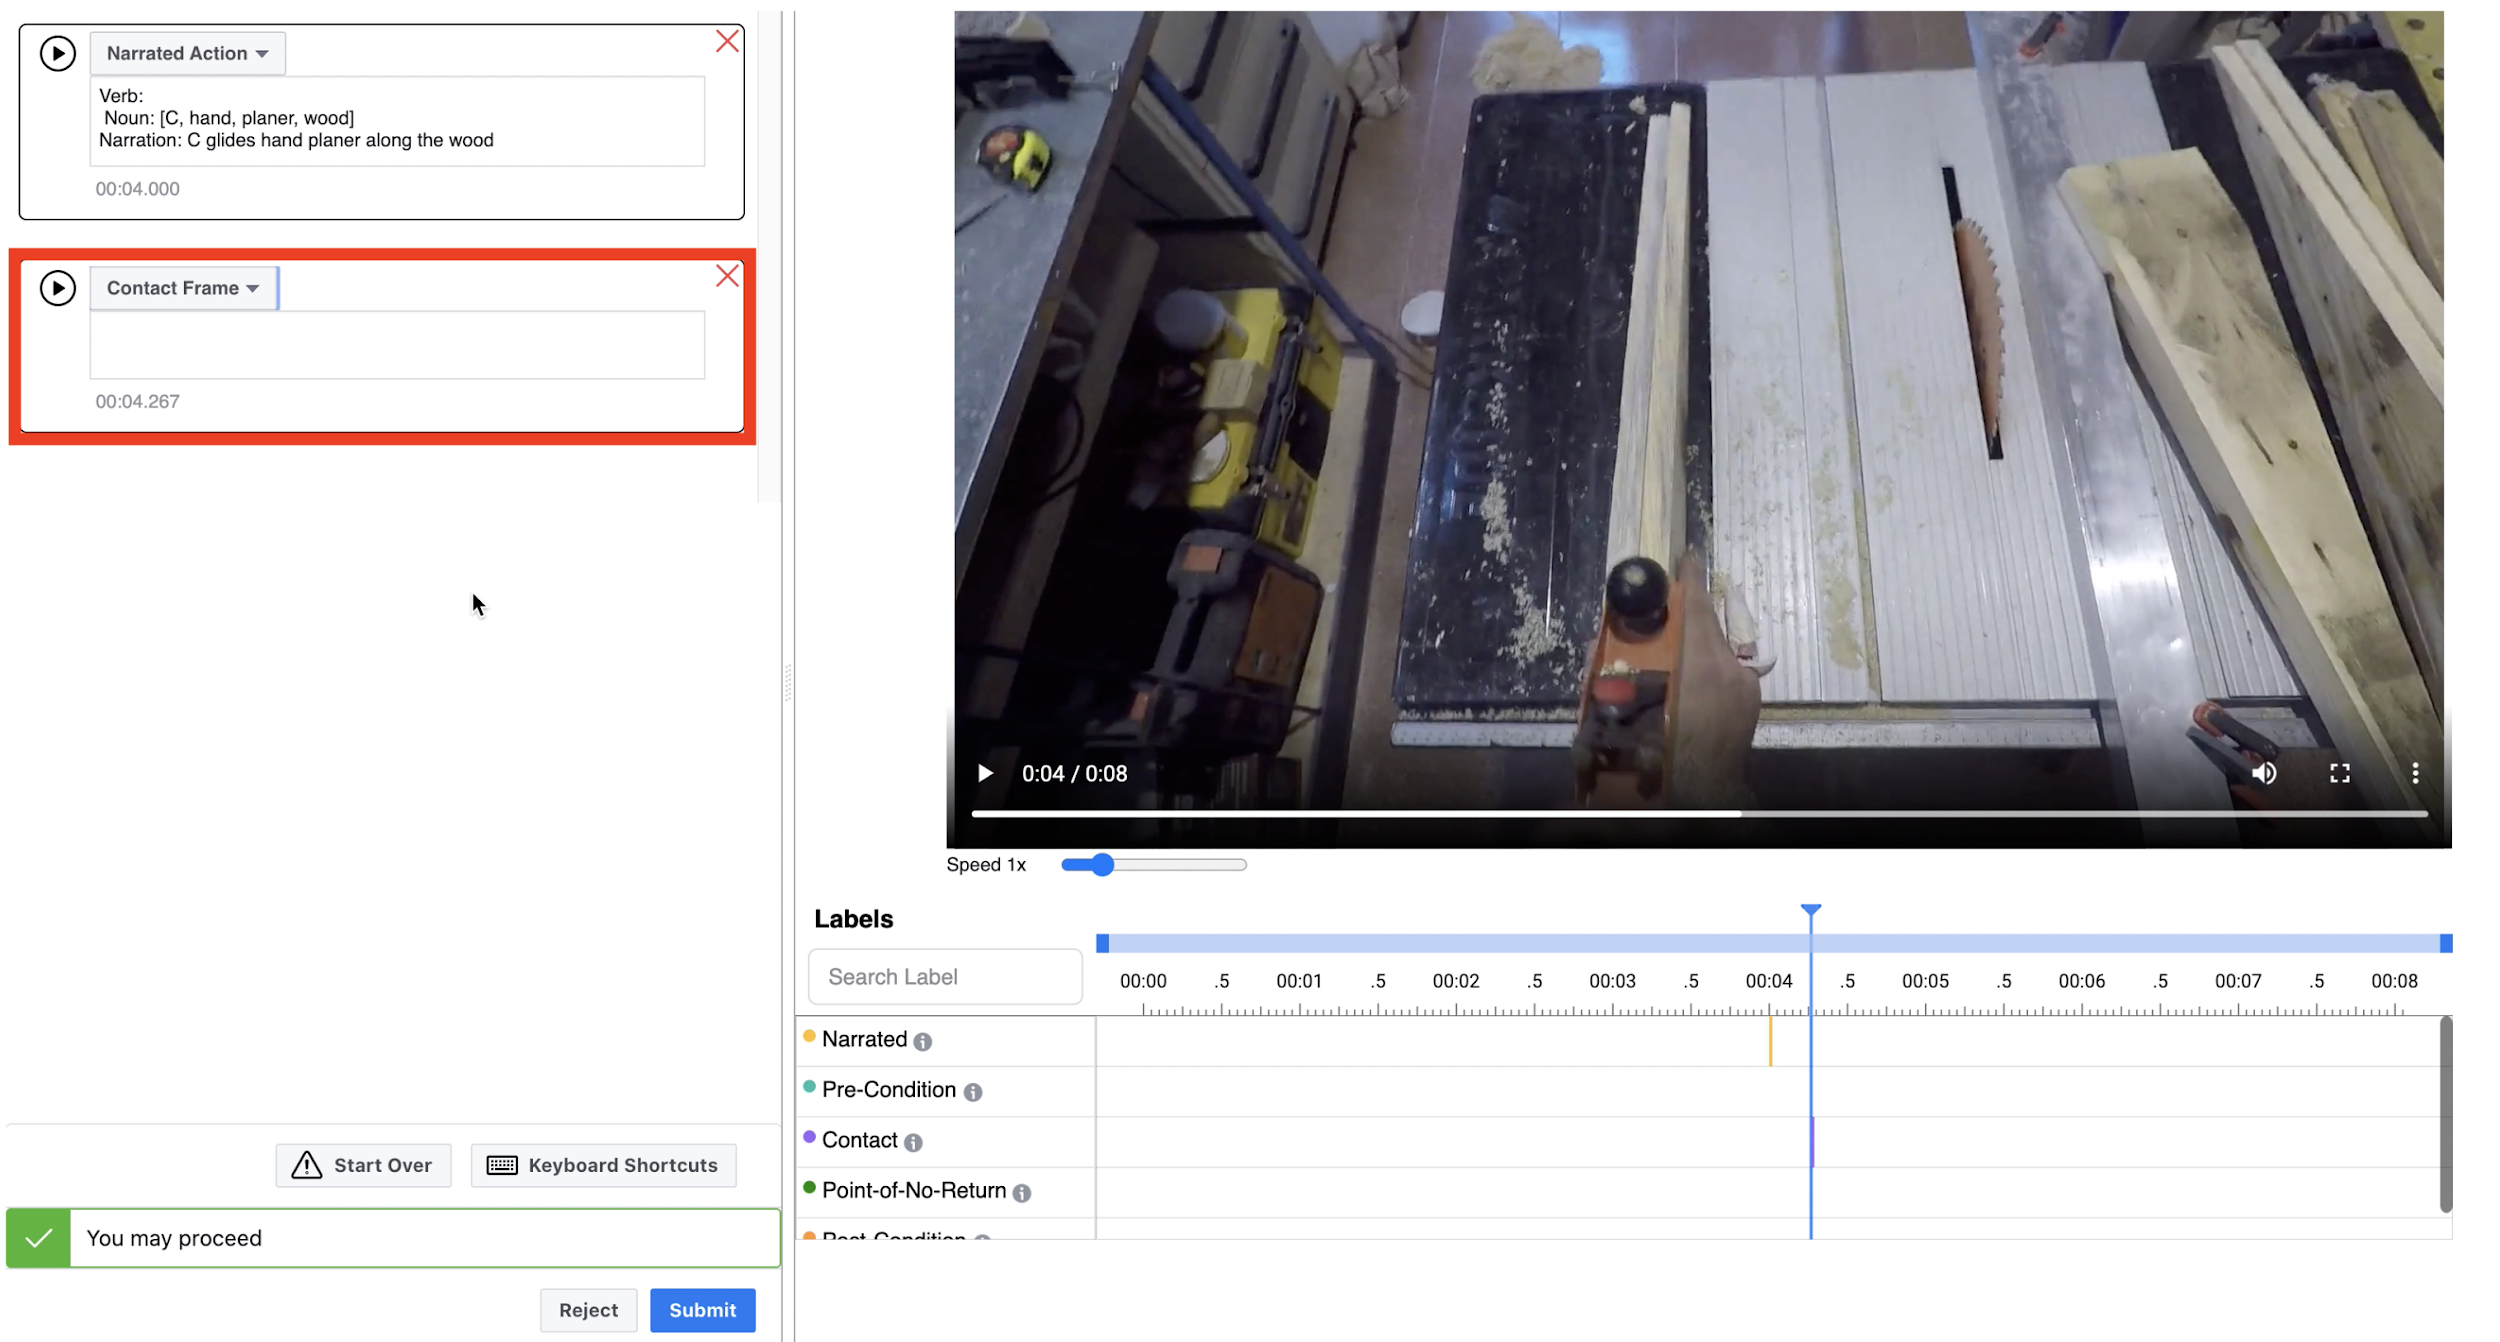 Narrated Action
Verb:
Noun: [C, hand, planer, wood]
Narration: C glides hand planer along the wood
00:04.000
Contact Frame
00:04.267
Start Over
Keyboard Shortcuts
You may proceed
Reject
Submit
0:04 / 0:08
Speed 1x
Labels
Search Label
00:00 .5 00:01 .5 00:02 .5 00:03 .5 00:04 .5 00:05 .5 00:06 .5 00:07 .5 00:08
Narrated
Pre-Condition
Contact
Point-of-No-Return
Post-Condition